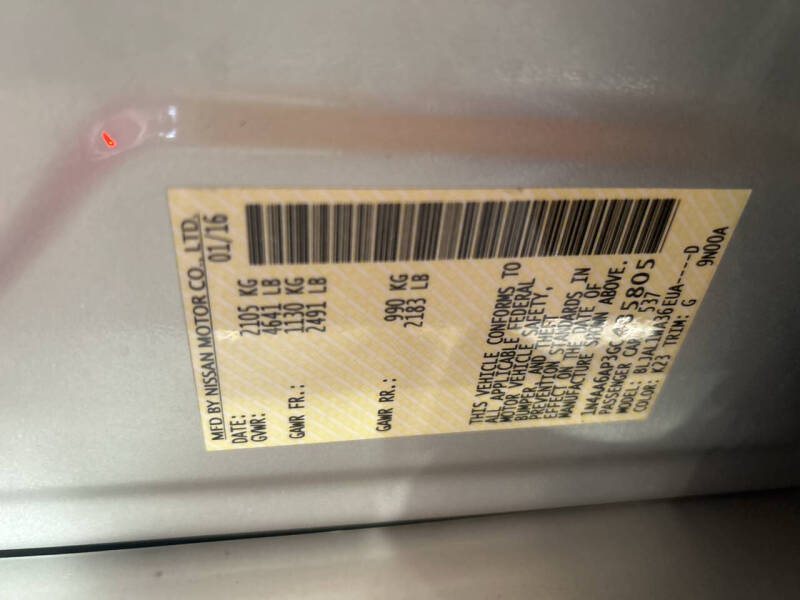 MFD BY NISSAN MOTOR CO., LTD.
DATE: 01/16
GVWR: 2105 KG
4641 LB
GAWR FR.: 1130 KG
2491 LB
GAWR RR.: 990 KG
2183 LB
THIS VEHICLE CONFORMS TO
ALL APPLICABLE FEDERAL
MOTOR VEHICLE SAFETY,
BUMPER, AND THEFT
PREVENTION STANDARDS IN
EFFECT ON THE DATE OF
MANUFACTURE SHOWN ABOVE.
PASSENGER CAR S37
MODEL: EUA----D
COLOR: K23 TRIM: G 9N00A